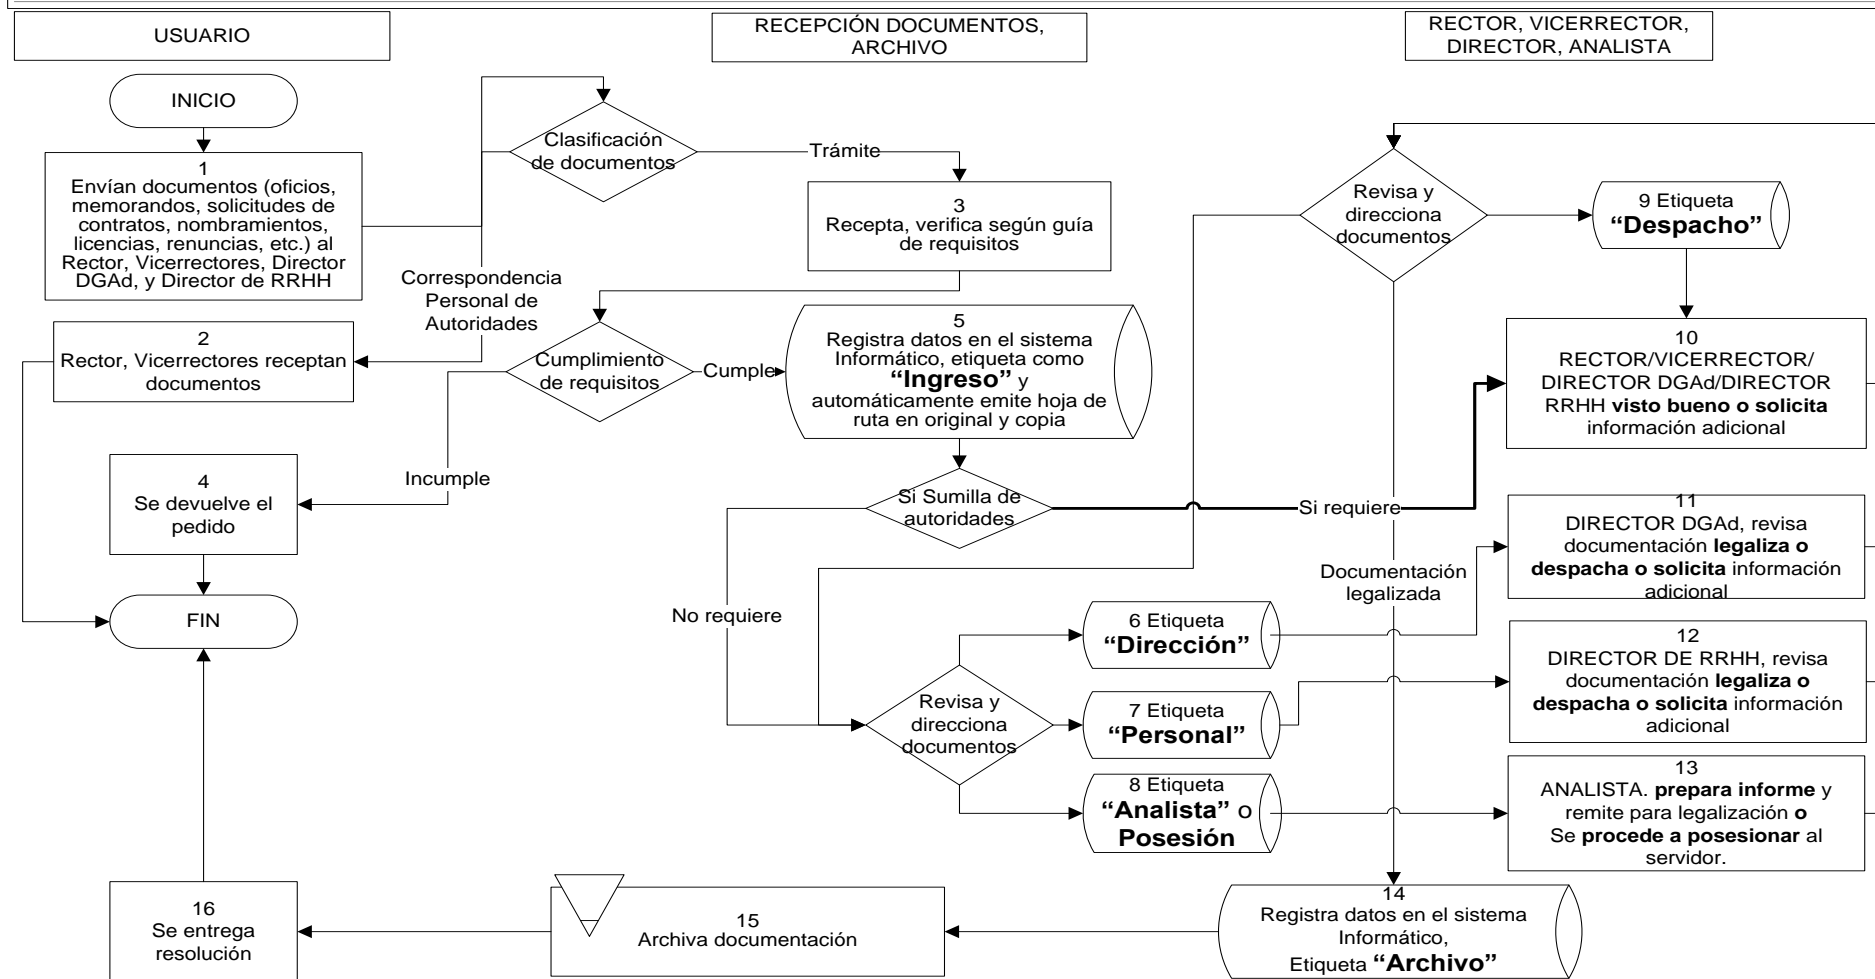 USUARIO
RECEPCIÓN DOCUMENTOS,
ARCHIVO
RECTOR, VICERRECTOR,
DIRECTOR, ANALISTA
INICIO
1
Envían documentos (oficios,
memorandos, solicitudes de
contratos, nombramientos,
licencias, renuncias, etc.) al
Rector, Vicerrectores, Director
DGAd, y Director de RRHH
Clasificación
de documentos
Trámite
3
Recepta, verifica según guía
de requisitos
Correspondencia
Personal de
Autoridades
2
Rector, Vicerrectores receptan
documentos
Cumplimiento
de requisitos
Cumple
Incumple
4
Se devuelve el
pedido
FIN
5
Registra datos en el sistema
Informático, etiqueta como
“Ingreso” y
automáticamente emite hoja de
ruta en original y copia
Si Sumilla de
autoridades
Si requiere
No requiere
Revisa y
direcciona
documentos
6 Etiqueta
“Dirección”
7 Etiqueta
“Personal”
8 Etiqueta
“Analista” o
Posesión
Revisa y
direcciona
documentos
9 Etiqueta
“Despacho”
10
RECTOR/VICERRECTOR/
DIRECTOR DGAd/DIRECTOR
RRHH visto bueno o solicita
información adicional
Documentación
legalizada
11
DIRECTOR DGAd, revisa
documentación legaliza o
despacha o solicita información
adicional
12
DIRECTOR DE RRHH, revisa
documentación legaliza o
despacha o solicita información
adicional
13
ANALISTA. prepara informe y
remite para legalización o
Se procede a posesionar al
servidor.
14
Registra datos en el sistema
Informático,
Etiqueta “Archivo”
15
Archiva documentación
16
Se entrega
resolución